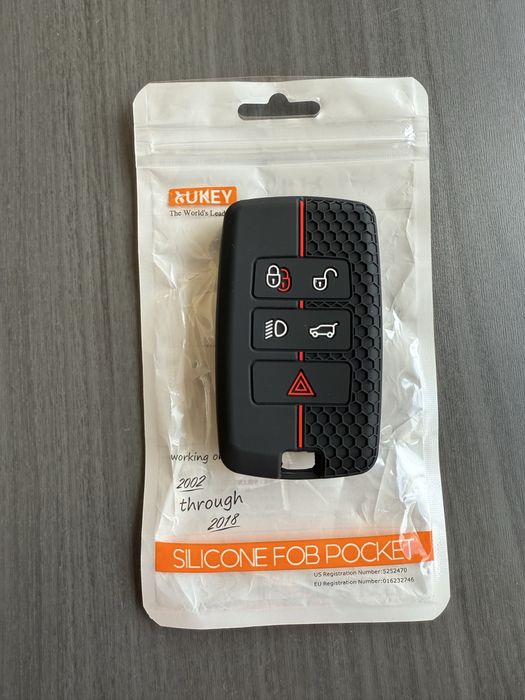 XUKEY
The World's Lead
working on
2002
through
2018
SILICONE FOB POCKET
US Registration Number:5252470
EU Registration Number:016232746